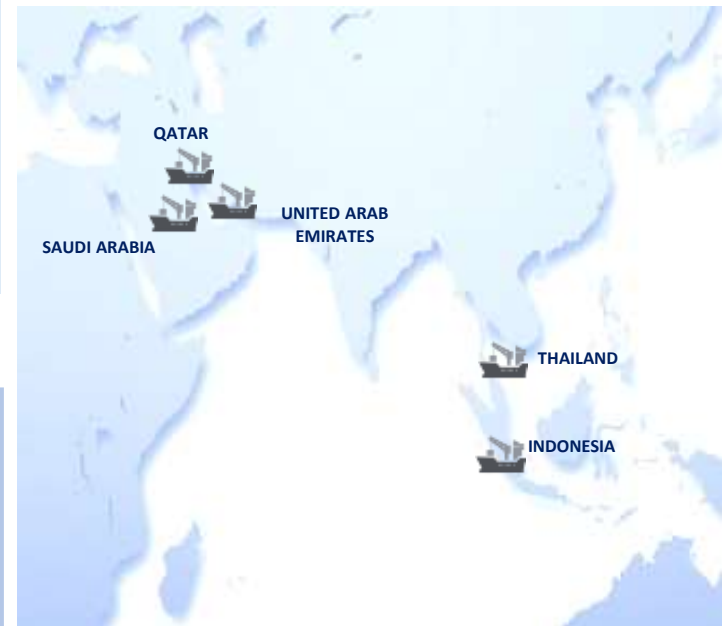 QATAR
UNITED ARAB
EMIRATES
SAUDI ARABIA
THAILAND
INDONESIA